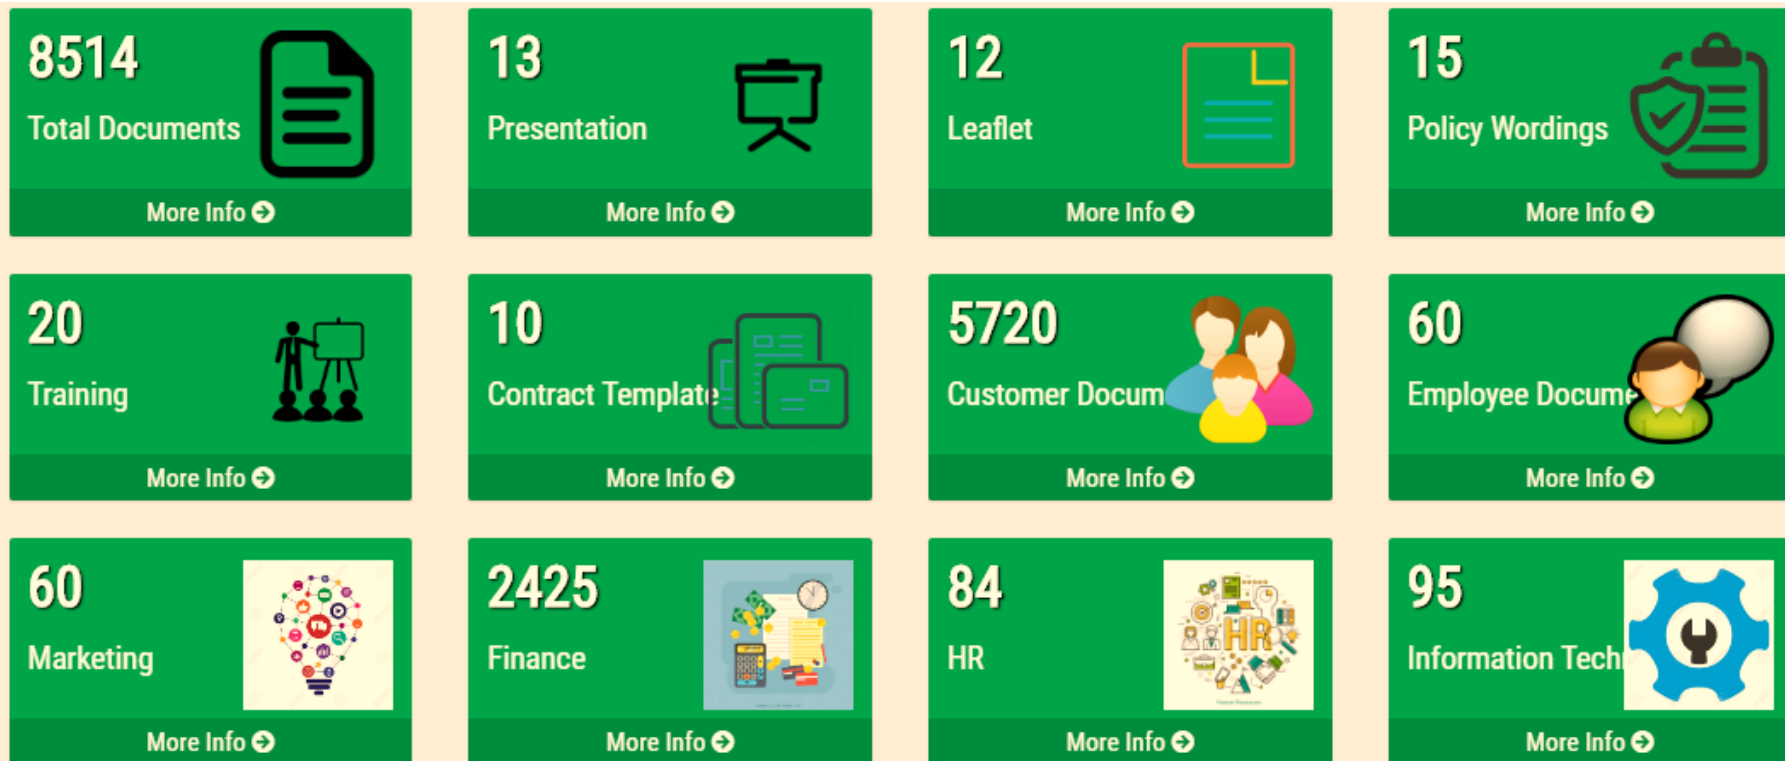 8514
Total Documents
More Info
13
Presentation
More Info
12
Leaflet
More Info
15
Policy Wordings
More Info
20
Training
More Info
10
Contract Template
More Info
5720
Customer Docum
More Info
60
Employee Docume
More Info
60
Marketing
More Info
2425
Finance
More Info
84
HR
HR
More Info
95
Information Tech
More Info